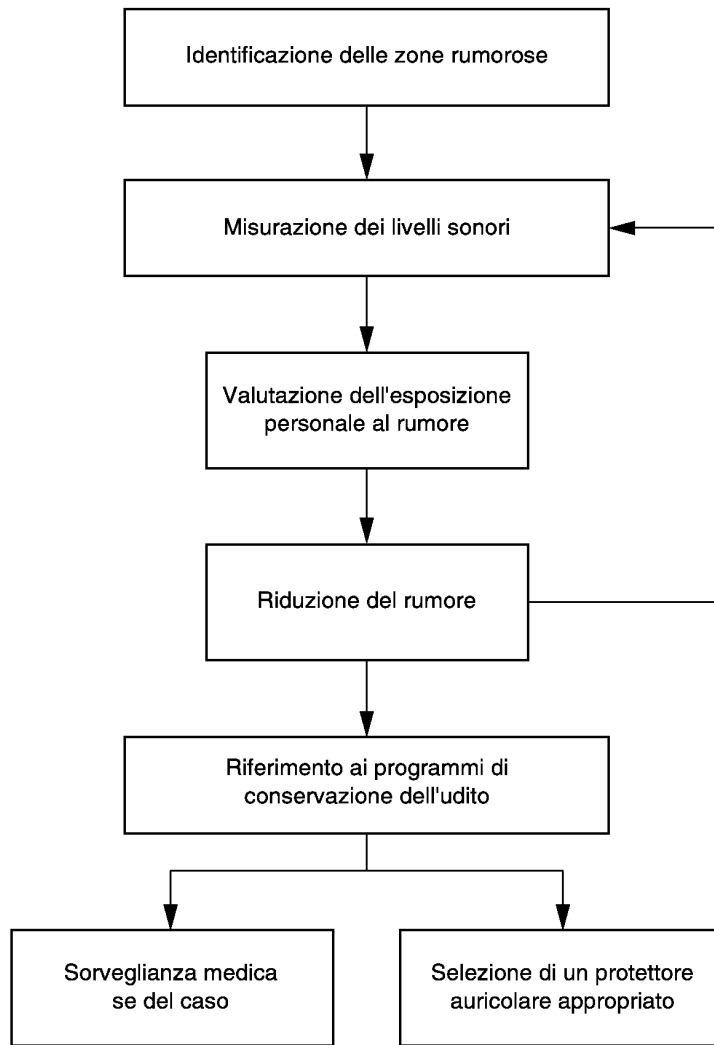 Identificazione delle zone rumorose
Misurazione dei livelli sonori
Valutazione dell'esposizione
personale al rumore
Riduzione del rumore
Riferimento ai programmi di
conservazione dell'udito
Sorveglianza medica
se del caso
Selezione di un protettore
auricolare appropriato